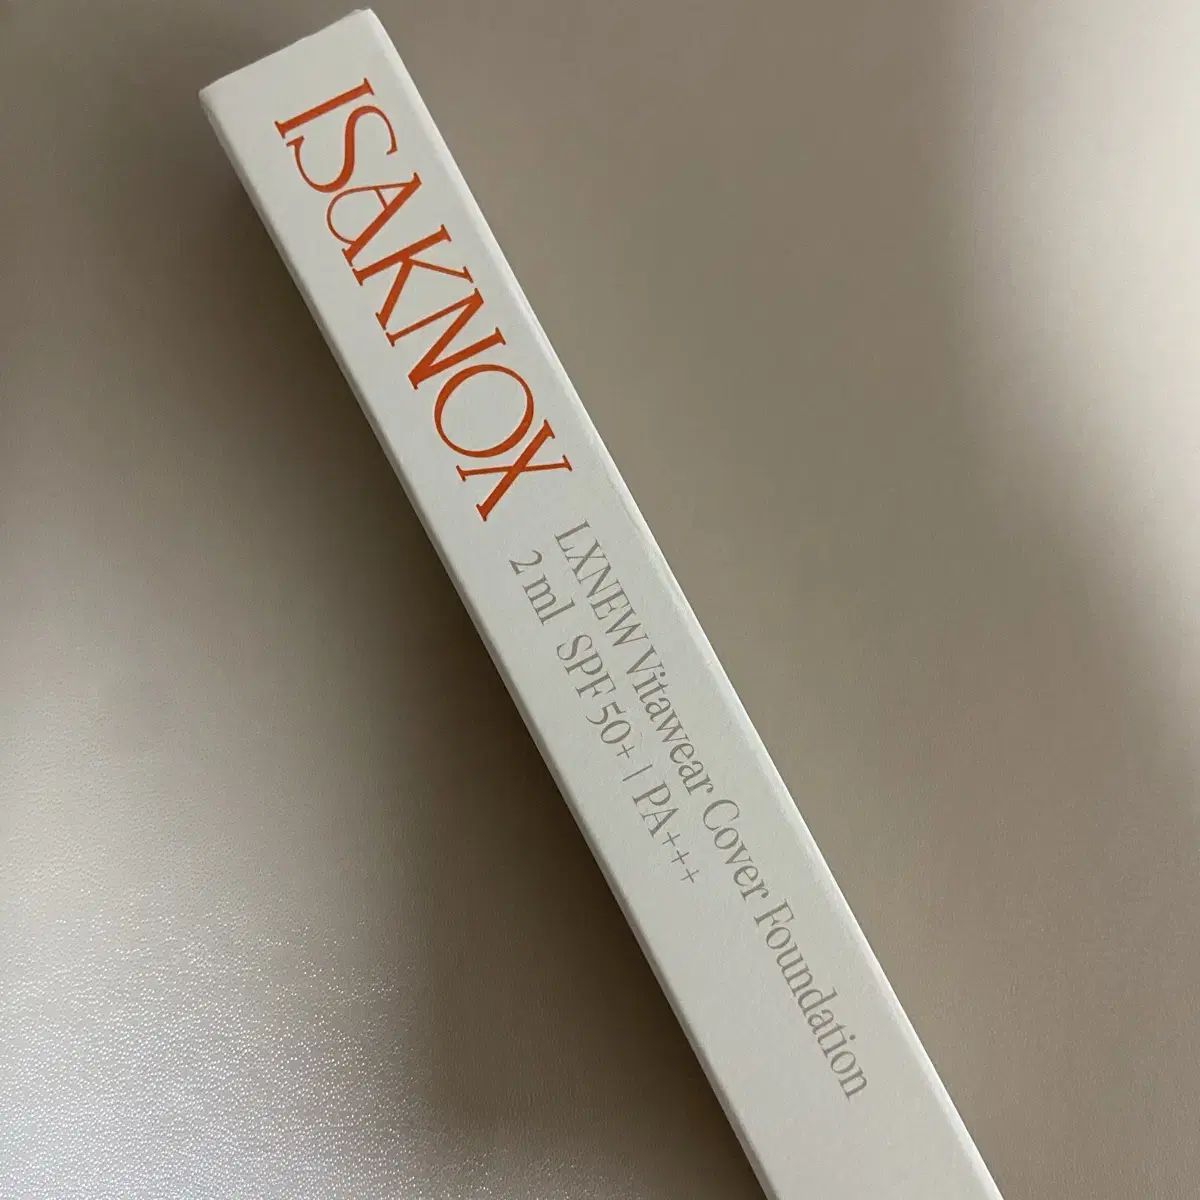 ISAKNOX
LXNEW Vitawear Cover Foundation
2 ml SPF 50+ | PA+++